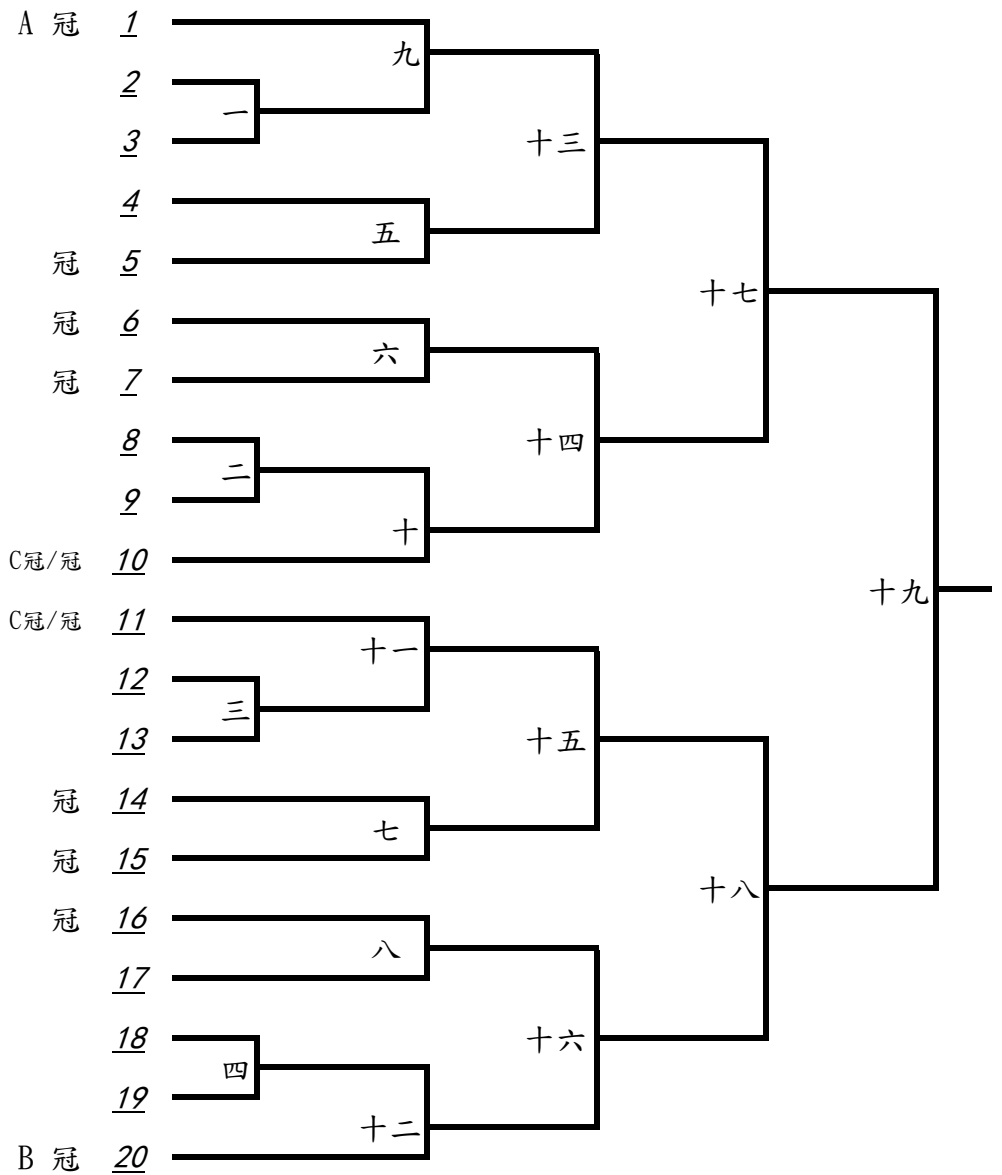 A 冠 1
九
2
一
3
十三
4
五
冠 5
十七
冠 6
六
冠 7
十四
8
二
9
十
C冠/冠 10
十九
C冠/冠 11
十一
12
三
13
十五
冠 14
七
冠 15
十八
冠 16
八
17
十六
18
四
19
十二
B 冠 20